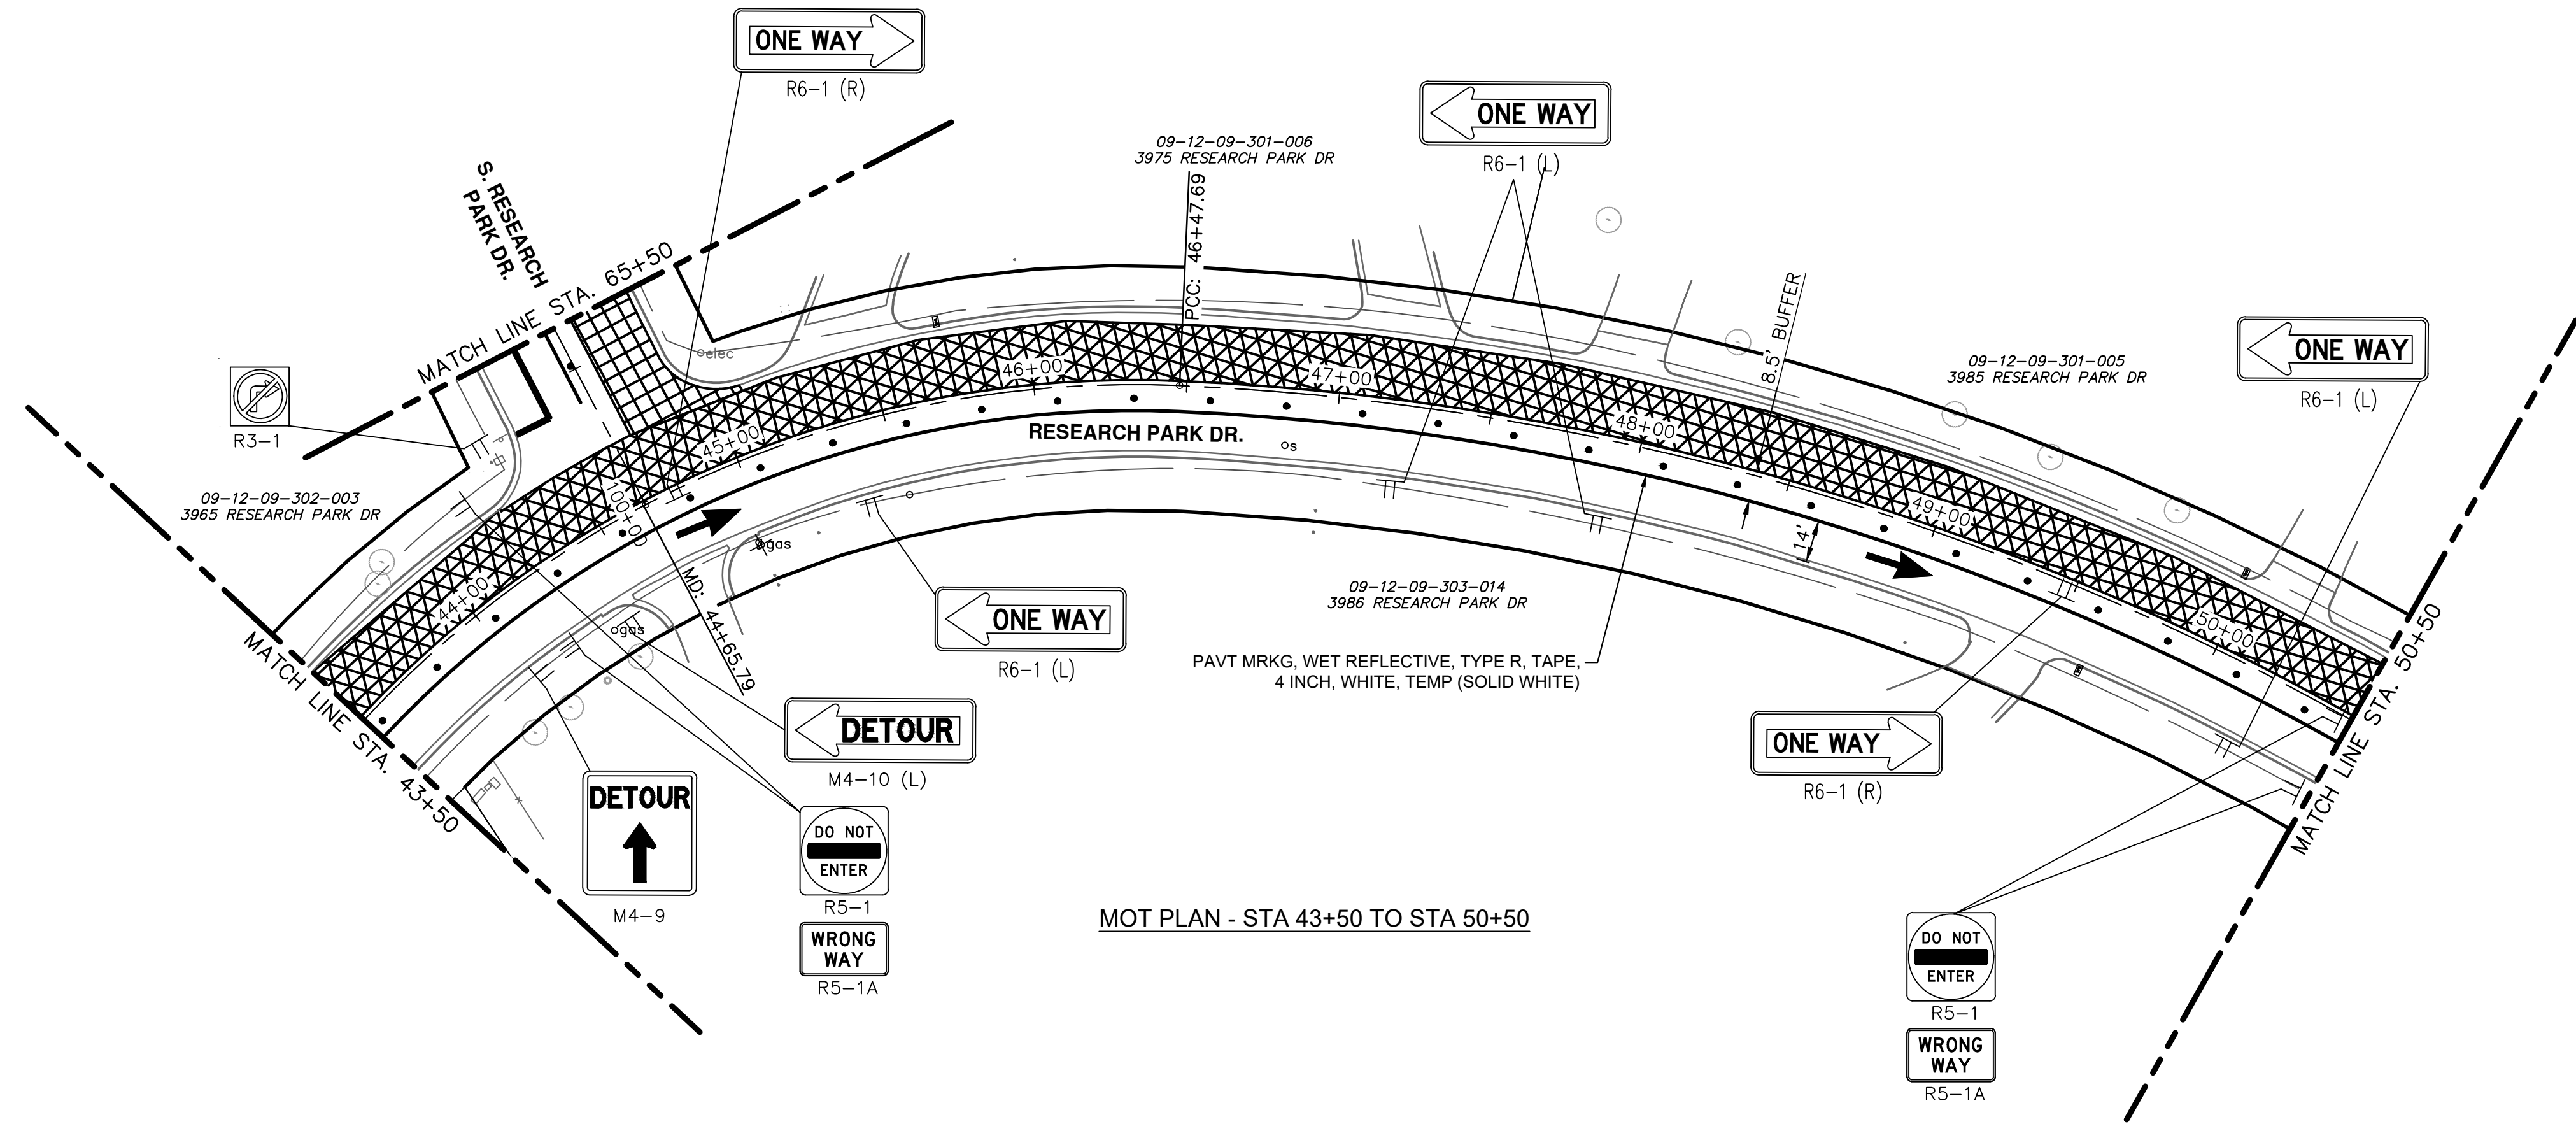 ONE WAY
R6-1 (R)
ONE WAY
R6-1 (L)
09-12-09-301-006
3975 RESEARCH PARK DR
PCC: 46+47.69
S. RESEARCH
PARK DR.
MATCH LINE STA. 65+50
8.5' BUFFER
09-12-09-301-005
3985 RESEARCH PARK DR
ONE WAY
R6-1 (L)
R3-1
elec
09-12-09-302-003
3965 RESEARCH PARK DR
44+00
45+00
46+00
47+00
48+00
49+00
50+00
100+00
RESEARCH PARK DR.
s
gas
gas
14'
MD: 44+65.79
MATCH LINE STA. 43+50
MATCH LINE STA. 50+50
09-12-09-303-014
3986 RESEARCH PARK DR
ONE WAY
R6-1 (L)
PAVT MRKG, WET REFLECTIVE, TYPE R, TAPE,
4 INCH, WHITE, TEMP (SOLID WHITE)
DETOUR
M4-10 (L)
ONE WAY
R6-1 (R)
DETOUR
M4-9
DO NOT
ENTER
R5-1
WRONG
WAY
R5-1A
MOT PLAN - STA 43+50 TO STA 50+50
DO NOT
ENTER
R5-1
WRONG
WAY
R5-1A